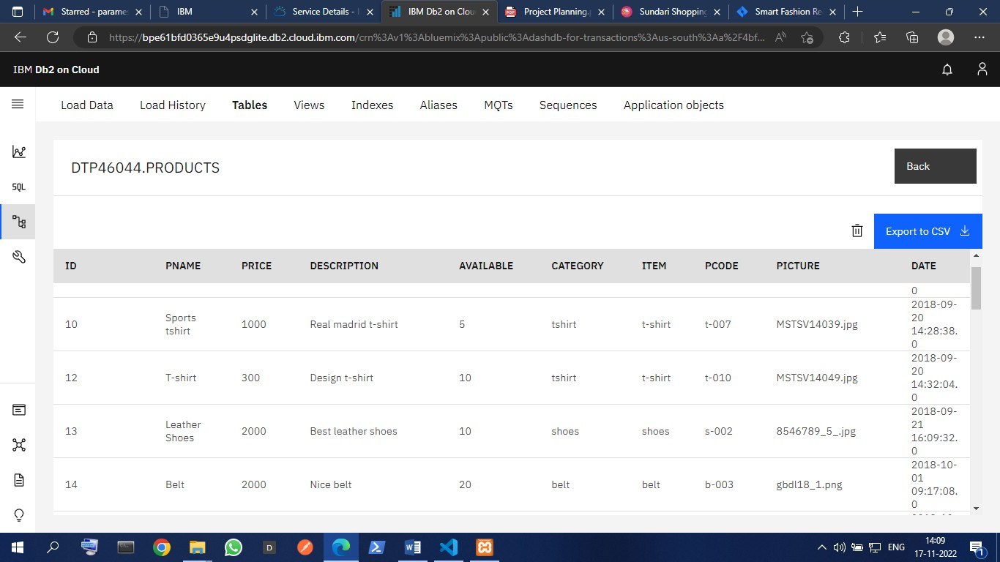 Starred - parame
IBM
Service Details - I
IBM Db2 on Clou
Project Planning.p
Sundari Shopping
Smart Fashion Re
https://bpe61bfd0365e9u4psdglite.db2.cloud.ibm.com/crn%3Av1%3Abluemix%3Apublic%3Adashdb-for-transactions%3Aus-south%3Aa%2F4bf...
IBM Db2 on Cloud
Load Data Load History Tables Views Indexes Aliases MQTs Sequences Application objects
SQL
DTP46044.PRODUCTS
Back
Export to CSV
ID PNAME PRICE DESCRIPTION AVAILABLE CATEGORY ITEM PCODE PICTURE DATE
0
10 Sports tshirt 1000 Real madrid t-shirt 5 tshirt t-shirt t-007 MSTSV14039.jpg 2018-09-20 14:28:38.0
12 T-shirt 300 Design t-shirt 10 tshirt t-shirt t-010 MSTSV14049.jpg 2018-09-20 14:32:04.0
13 Leather Shoes 2000 Best leather shoes 10 shoes shoes s-002 8546789_5_.jpg 2018-09-21 16:09:32.0
14 Belt 2000 Nice belt 20 belt belt b-003 gbdl18_1.png 2018-10-01 09:17:08.0
ENG
14:09
17-11-2022
1